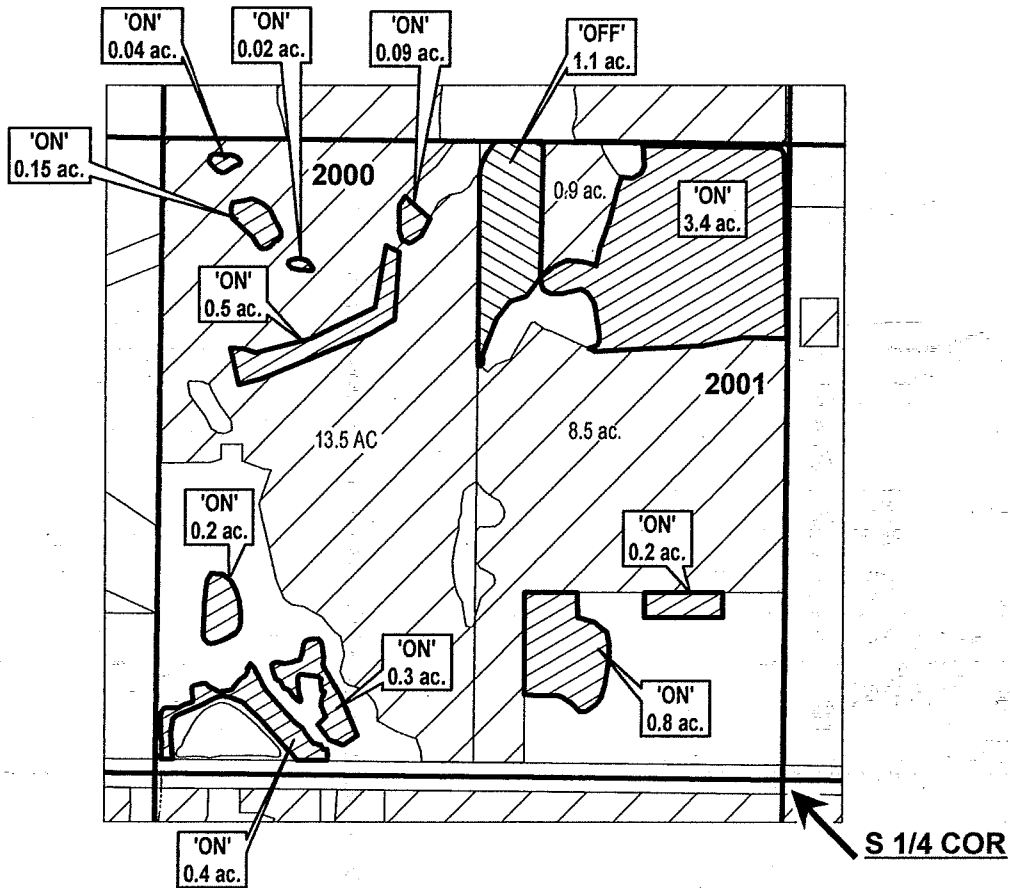 'ON'
0.04 ac.
'ON'
0.02 ac.
'ON'
0.09 ac.
'OFF'
1.1 ac.
'ON'
0.15 ac.
2000
0.9 ac.
'ON'
3.4 ac.
'ON'
0.5 ac.
2001
13.5 AC
8.5 ac.
'ON'
0.2 ac.
'ON'
0.2 ac.
'ON'
0.3 ac.
'ON'
0.8 ac.
'ON'
0.4 ac.
S 1/4 COR